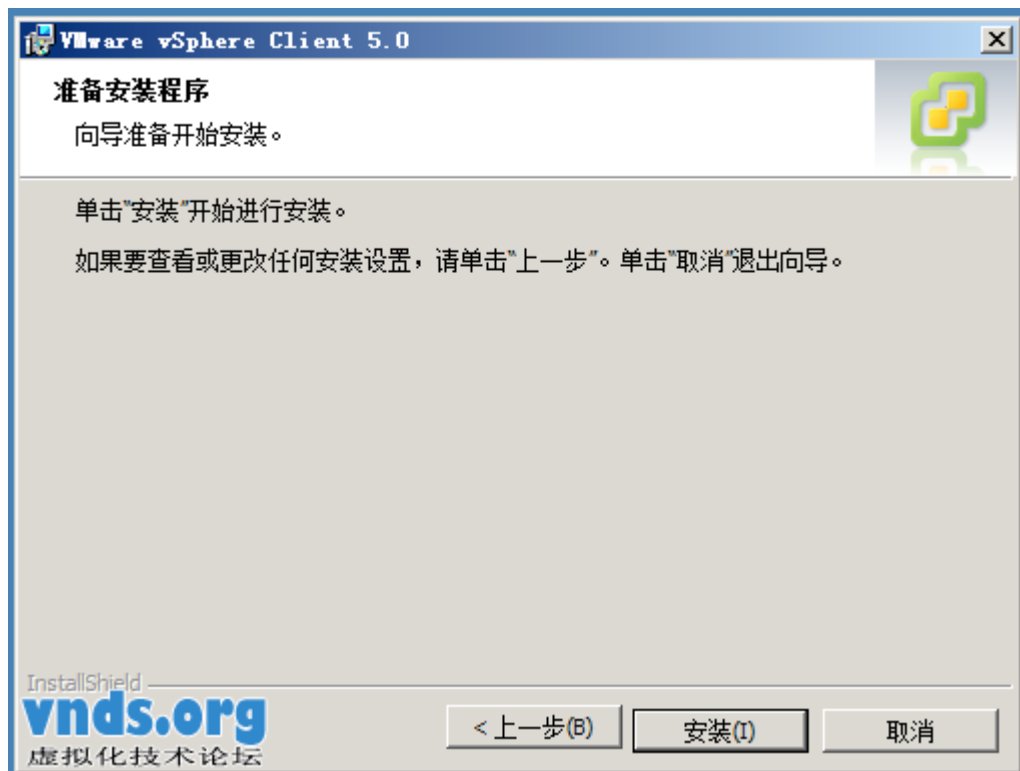 VMware vSphere Client 5.0
准备安装程序
向导准备开始安装。
单击"安装"开始进行安装。
如果要查看或更改任何安装设置，请单击"上一步"。单击"取消"退出向导。
InstallShield
vnds.org
虚拟化技术论坛
< 上一步(B)
安装(I)
取消